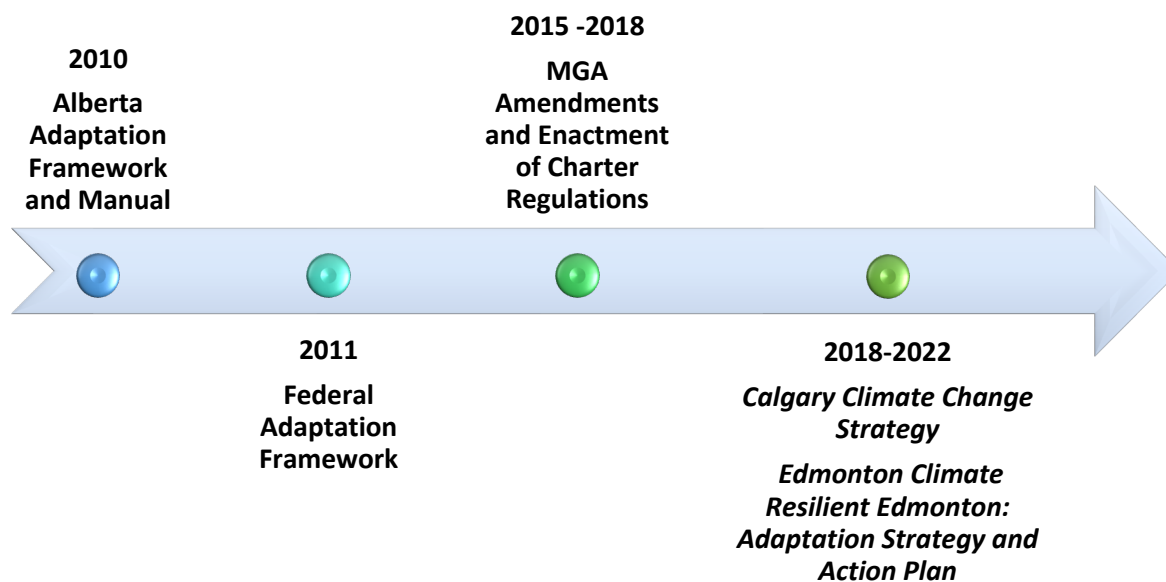 2010
Alberta
Adaptation
Framework
and Manual
2011
Federal
Adaptation
Framework
2015 -2018
MGA
Amendments
and Enactment
of Charter
Regulations
2018-2022
Calgary Climate Change
Strategy
Edmonton Climate
Resilient Edmonton:
Adaptation Strategy and
Action Plan